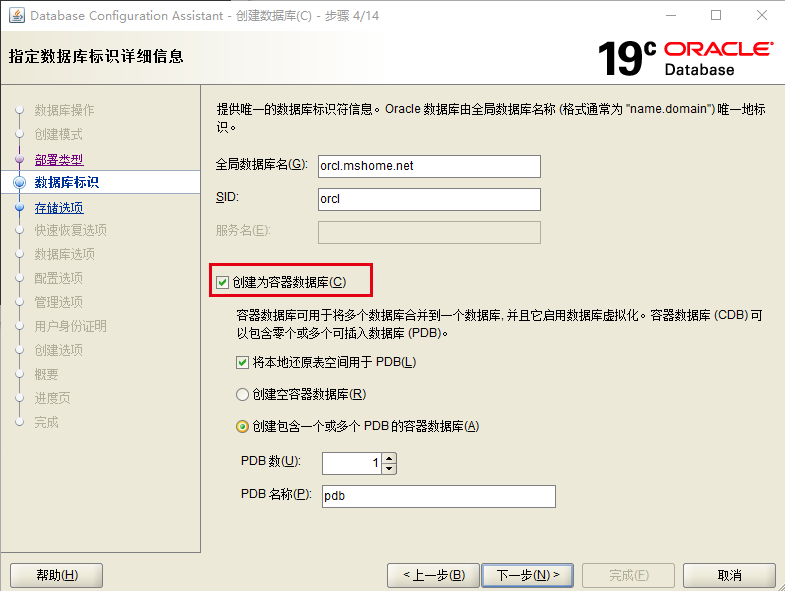 Database Configuration Assistant - 创建数据库(C) - 步骤 4/14
指定数据库标识详细信息
19c ORACLE
Database
数据库操作
创建模式
部署类型
数据库标识
存储选项
快速恢复选项
数据库选项
配置选项
管理选项
用户身份证明
创建选项
概要
进度页
完成
提供唯一的数据库标识符信息。Oracle 数据库由全局数据库名称 (格式通常为 "name.domain") 唯一地标
识。
全局数据库名(G): orcl.mshome.net
SID: orcl
服务名(E):
创建为容器数据库(C)
容器数据库可用于将多个数据库合并到一个数据库, 并且它启用数据库虚拟化。容器数据库 (CDB) 可
以包含零个或多个可插入数据库 (PDB)。
将本地还原表空间用于 PDB(L)
创建空容器数据库(R)
创建包含一个或多个 PDB 的容器数据库(A)
PDB 数(U): 1
PDB 名称(P): pdb
帮助(H) < 上一步(B) 下一步(N) > 完成(F) 取消